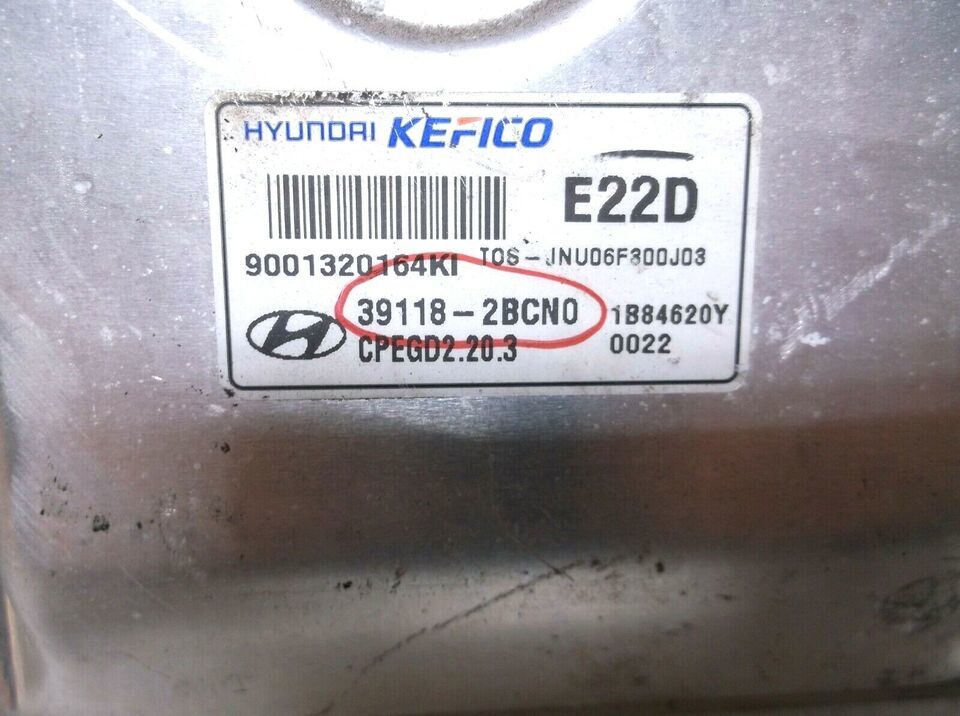 HYUNDAI KEFICO
E22D
9001320164KI TOS-JNU06F300J03
39118-2BCN0 1B84620Y
CPEGD2.20.3 0022